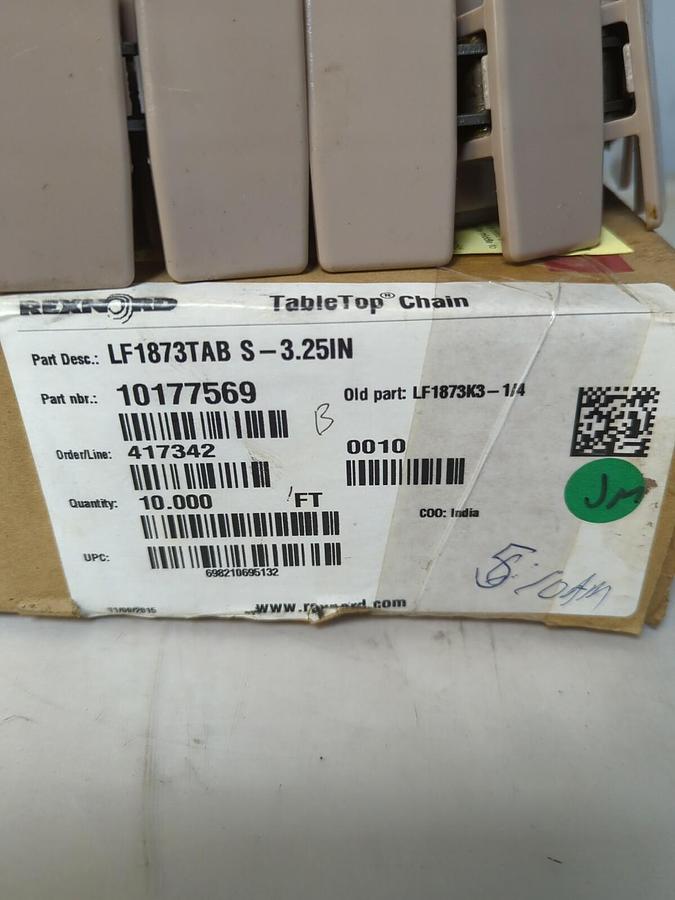 REXNORD TableTop® Chain
Part Desc.: LF1873TAB S-3.25IN
Part nbr.: 10177569 Old part: LF1873K3-1/4
B
Order/Line: 417342 0010
JM
Quantity: 10.000 FT
COO: India
UPC:
698210695132
www.rexnord.com